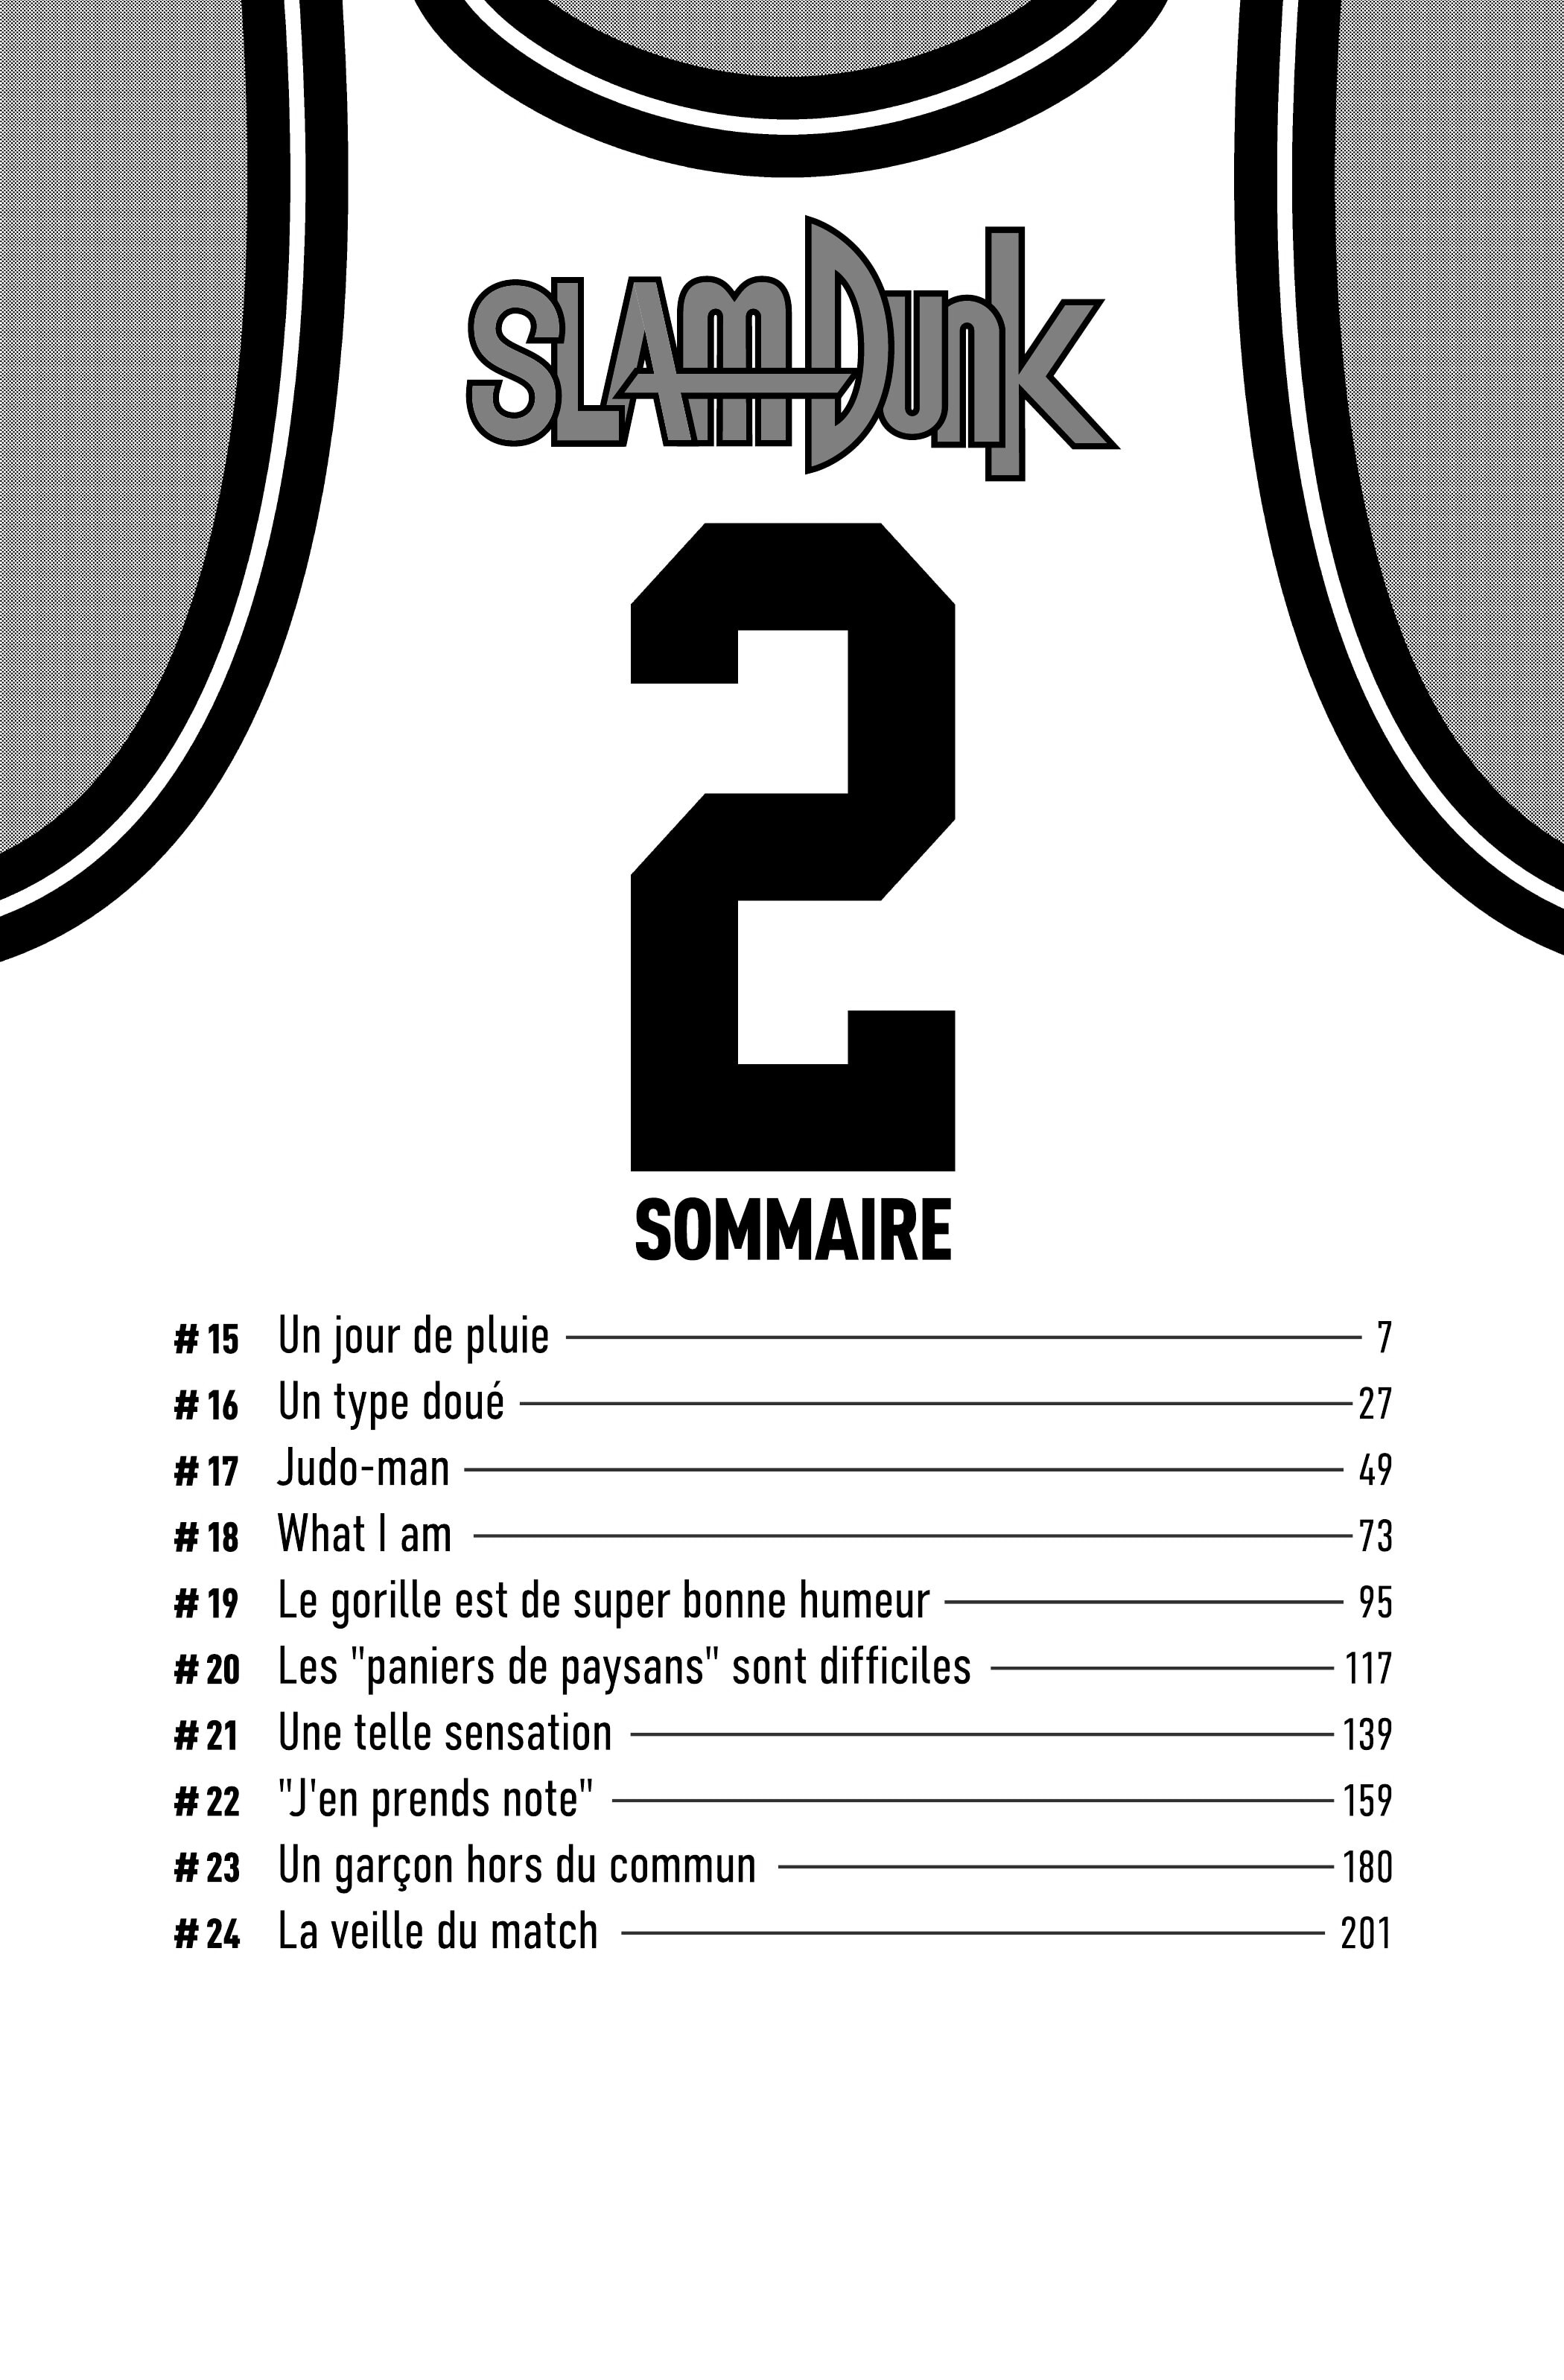 SLAM DUNK
2
SOMMAIRE
# 15 Un jour de pluie 7
# 16 Un type doué 27
# 17 Judo-man 49
# 18 What I am 73
# 19 Le gorille est de super bonne humeur 95
# 20 Les "paniers de paysans" sont difficiles 117
# 21 Une telle sensation 139
# 22 "J'en prends note" 159
# 23 Un garçon hors du commun 180
# 24 La veille du match 201